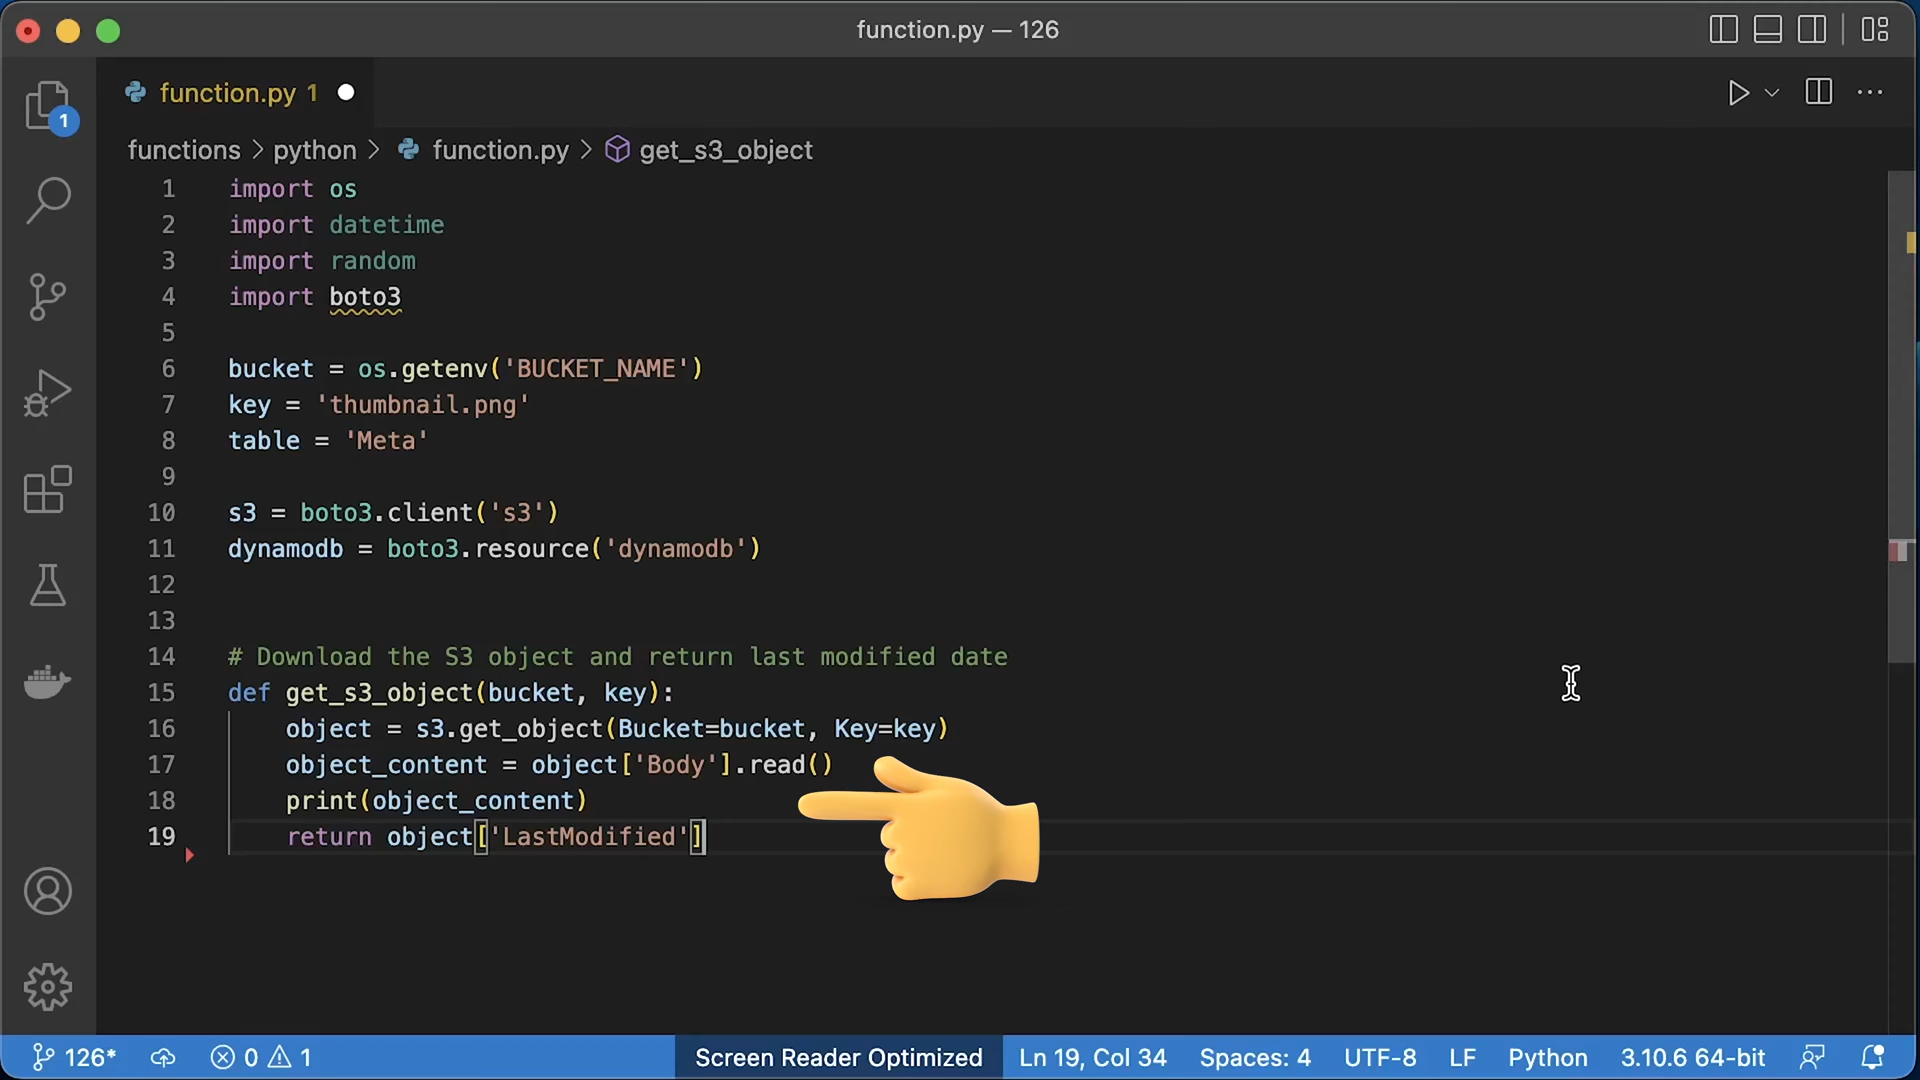 function.py — 126
function.py 1
1
functions > python > function.py > get_s3_object
1 import os
2 import datetime
3 import random
4 import boto3
5
6 bucket = os.getenv('BUCKET_NAME')
7 key = 'thumbnail.png'
8 table = 'Meta'
9
10 s3 = boto3.client('s3')
11 dynamodb = boto3.resource('dynamodb')
12
13
14 # Download the S3 object and return last modified date
15 def get_s3_object(bucket, key):
16     object = s3.get_object(Bucket=bucket, Key=key)
17     object_content = object['Body'].read()
18     print(object_content)
19     return object['LastModified']
126* 0 1 Screen Reader Optimized Ln 19, Col 34 Spaces: 4 UTF-8 LF Python 3.10.6 64-bit